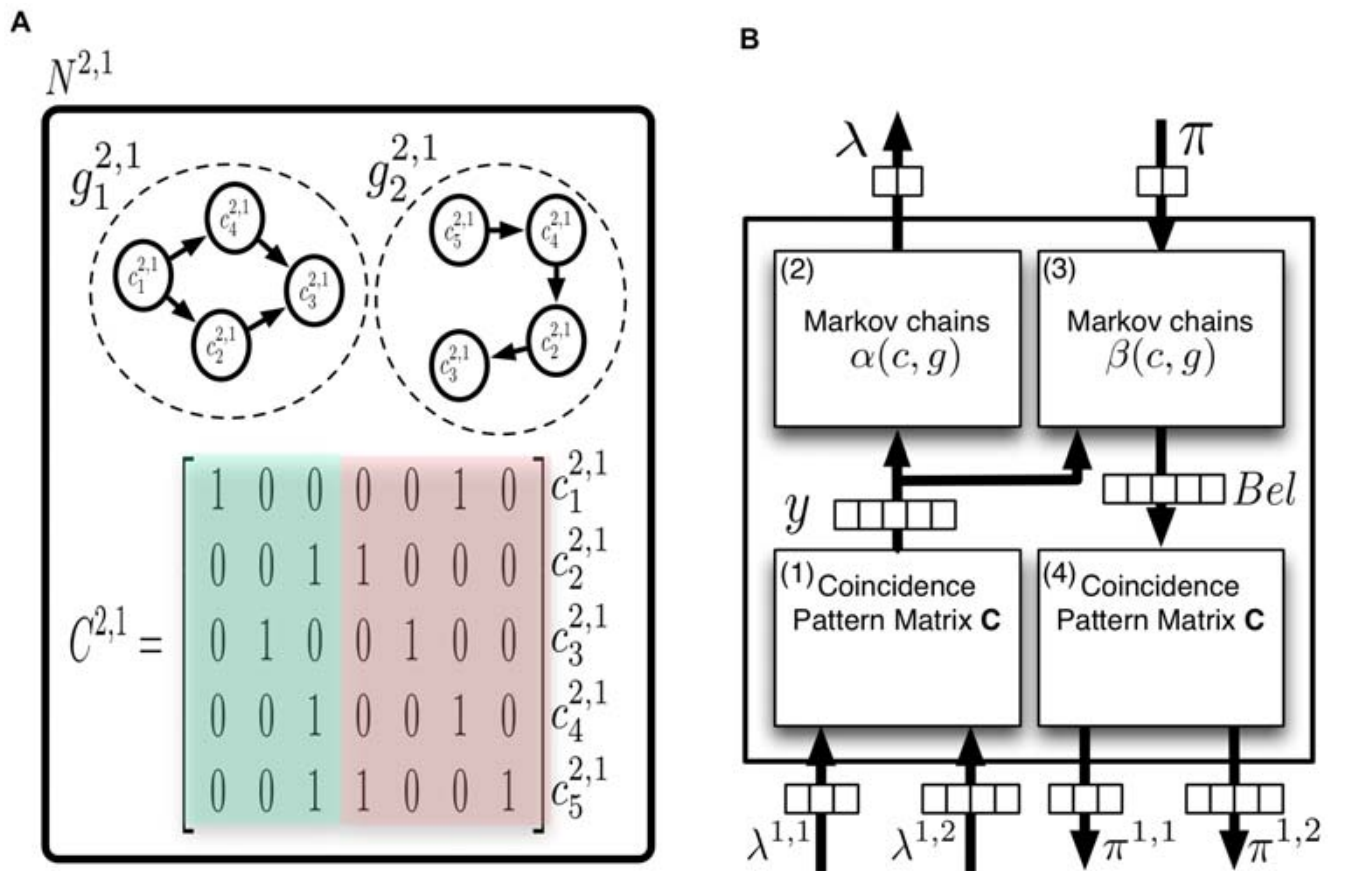 A
N^{2,1}
g_1^{2,1}
g_2^{2,1}
c_1^{2,1}
c_4^{2,1}
c_2^{2,1}
c_3^{2,1}
c_5^{2,1}
c_4^{2,1}
c_2^{2,1}
c_3^{2,1}
C^{2,1} =
1 0 0 0 0 1 0 c_1^{2,1}
0 0 1 1 0 0 0 c_2^{2,1}
0 1 0 0 1 0 0 c_3^{2,1}
0 0 1 0 0 1 0 c_4^{2,1}
0 0 1 1 0 0 1 c_5^{2,1}
B
λ
π
(2)
Markov chains
α(c, g)
(3)
Markov chains
β(c, g)
y
Bel
(1) Coincidence
Pattern Matrix C
(4) Coincidence
Pattern Matrix C
λ^{1,1}
λ^{1,2}
π^{1,1}
π^{1,2}